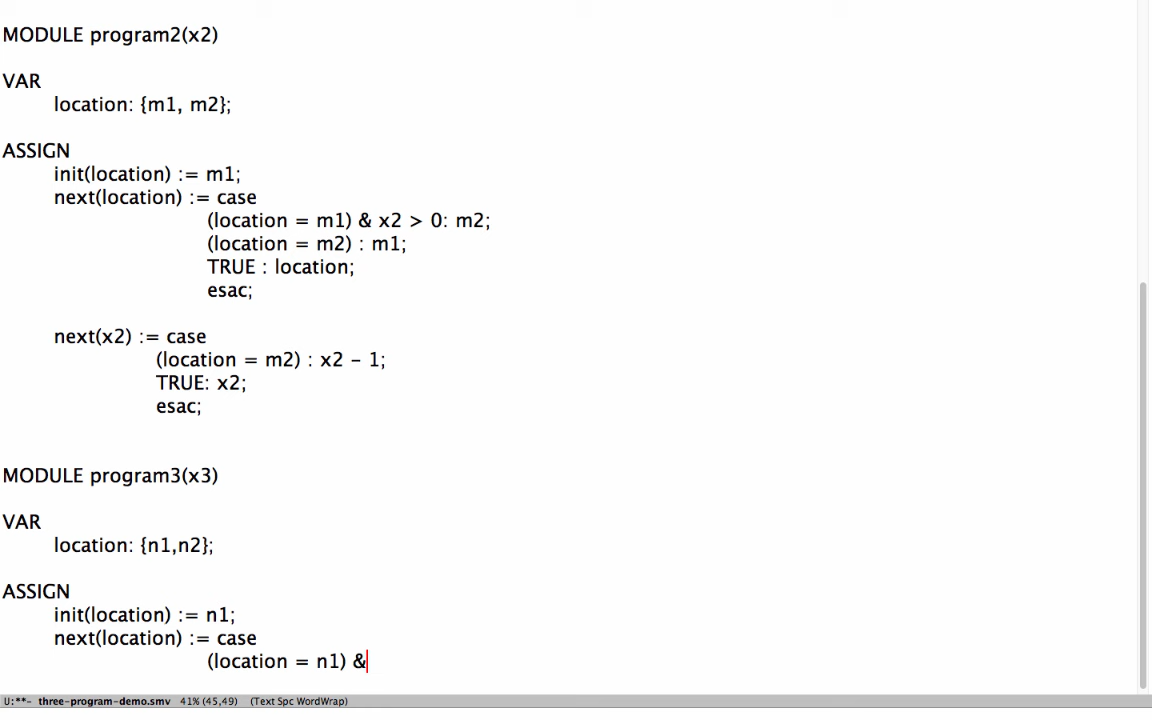 MODULE program2(x2)
VAR
location: {m1, m2};
ASSIGN
init(location) := m1;
next(location) := case
(location = m1) & x2 > 0: m2;
(location = m2) : m1;
TRUE : location;
esac;
next(x2) := case
(location = m2) : x2 - 1;
TRUE: x2;
esac;
MODULE program3(x3)
VAR
location: {n1,n2};
ASSIGN
init(location) := n1;
next(location) := case
(location = n1) &
U:**- three-program-demo.smv 41% (45,49) (Text Spc WordWrap)